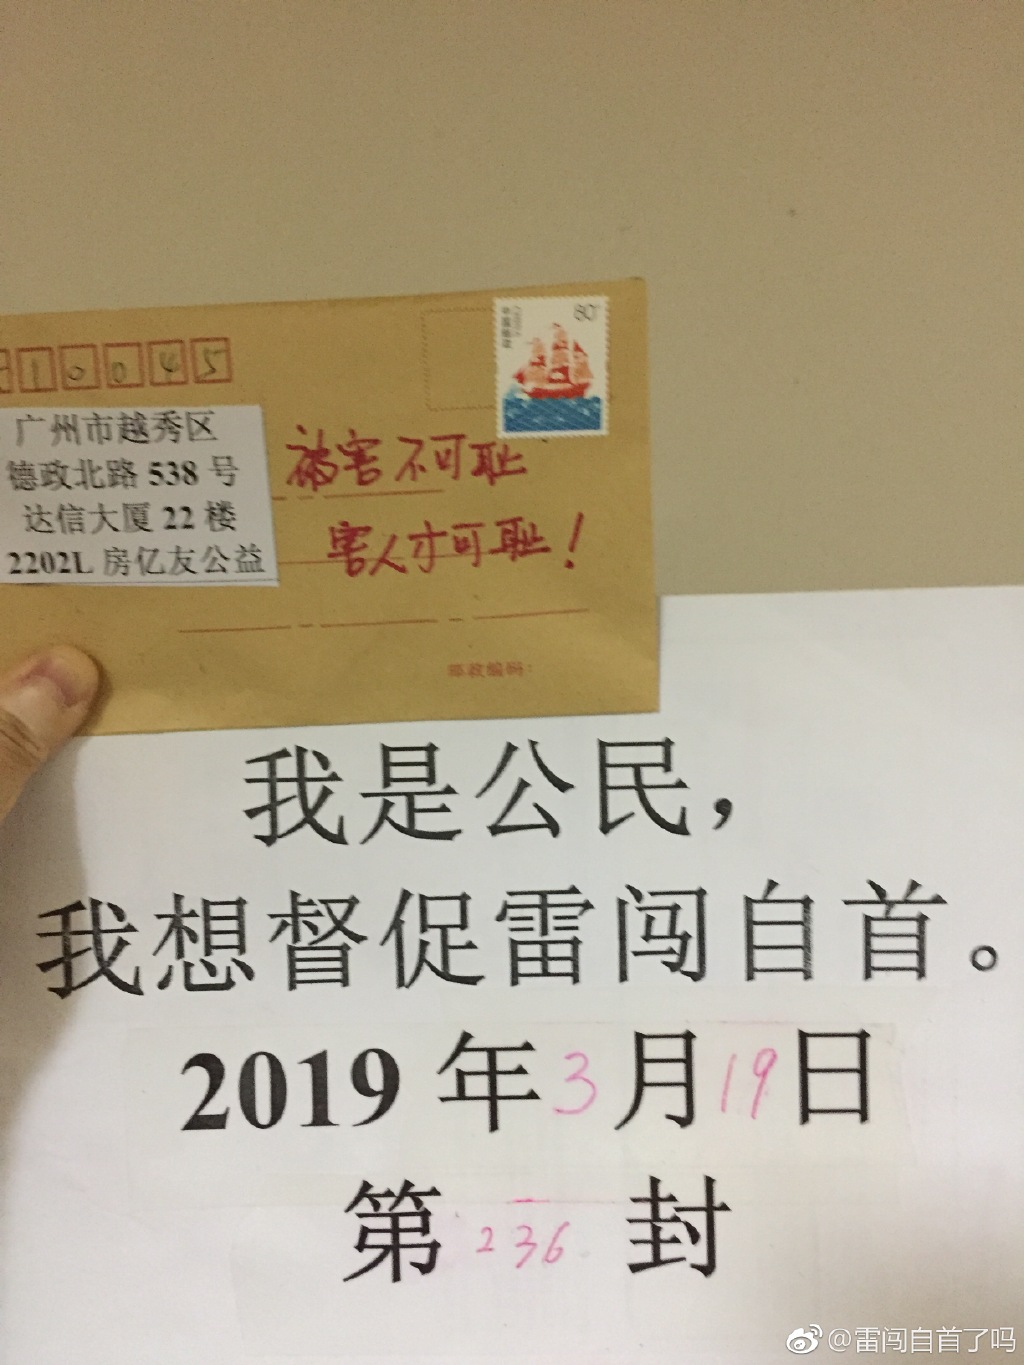 510045
80
中国邮政
广州市越秀区
德政北路 538 号
达信大厦 22 楼
2202L 房亿友公益
被害不可耻
害人才可耻！
邮政编码：
我是公民，
我想督促雷闯自首。
2019 年 3 月 19 日
第 236 封
@雷闯自首了吗